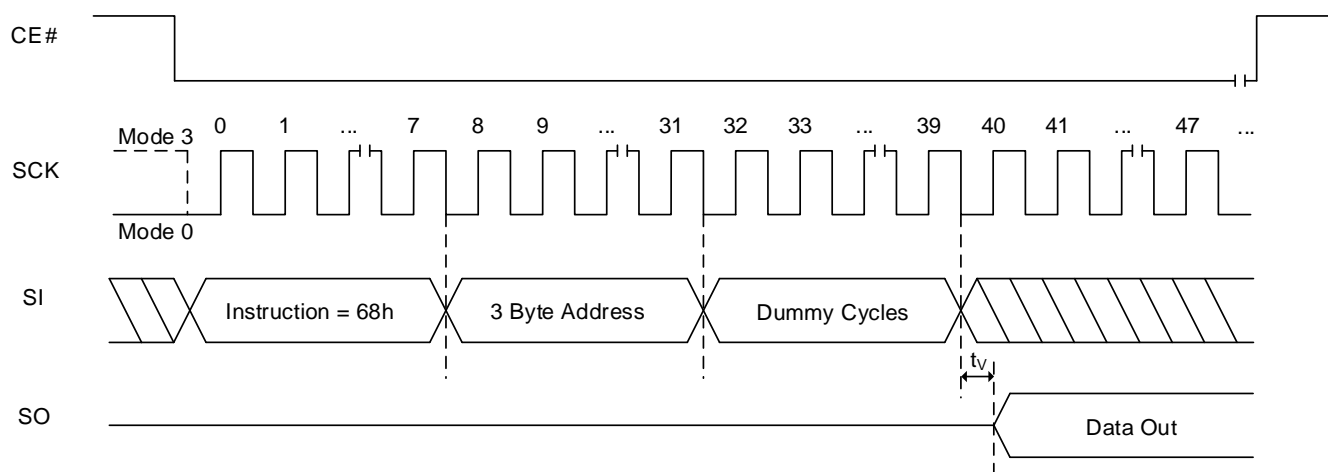 CE#
Mode 3 0 1 ... 7 8 9 ... 31 32 33 ... 39 40 41 ... 47 ...
SCK
Mode 0
SI Instruction = 68h 3 Byte Address Dummy Cycles
tV
SO Data Out